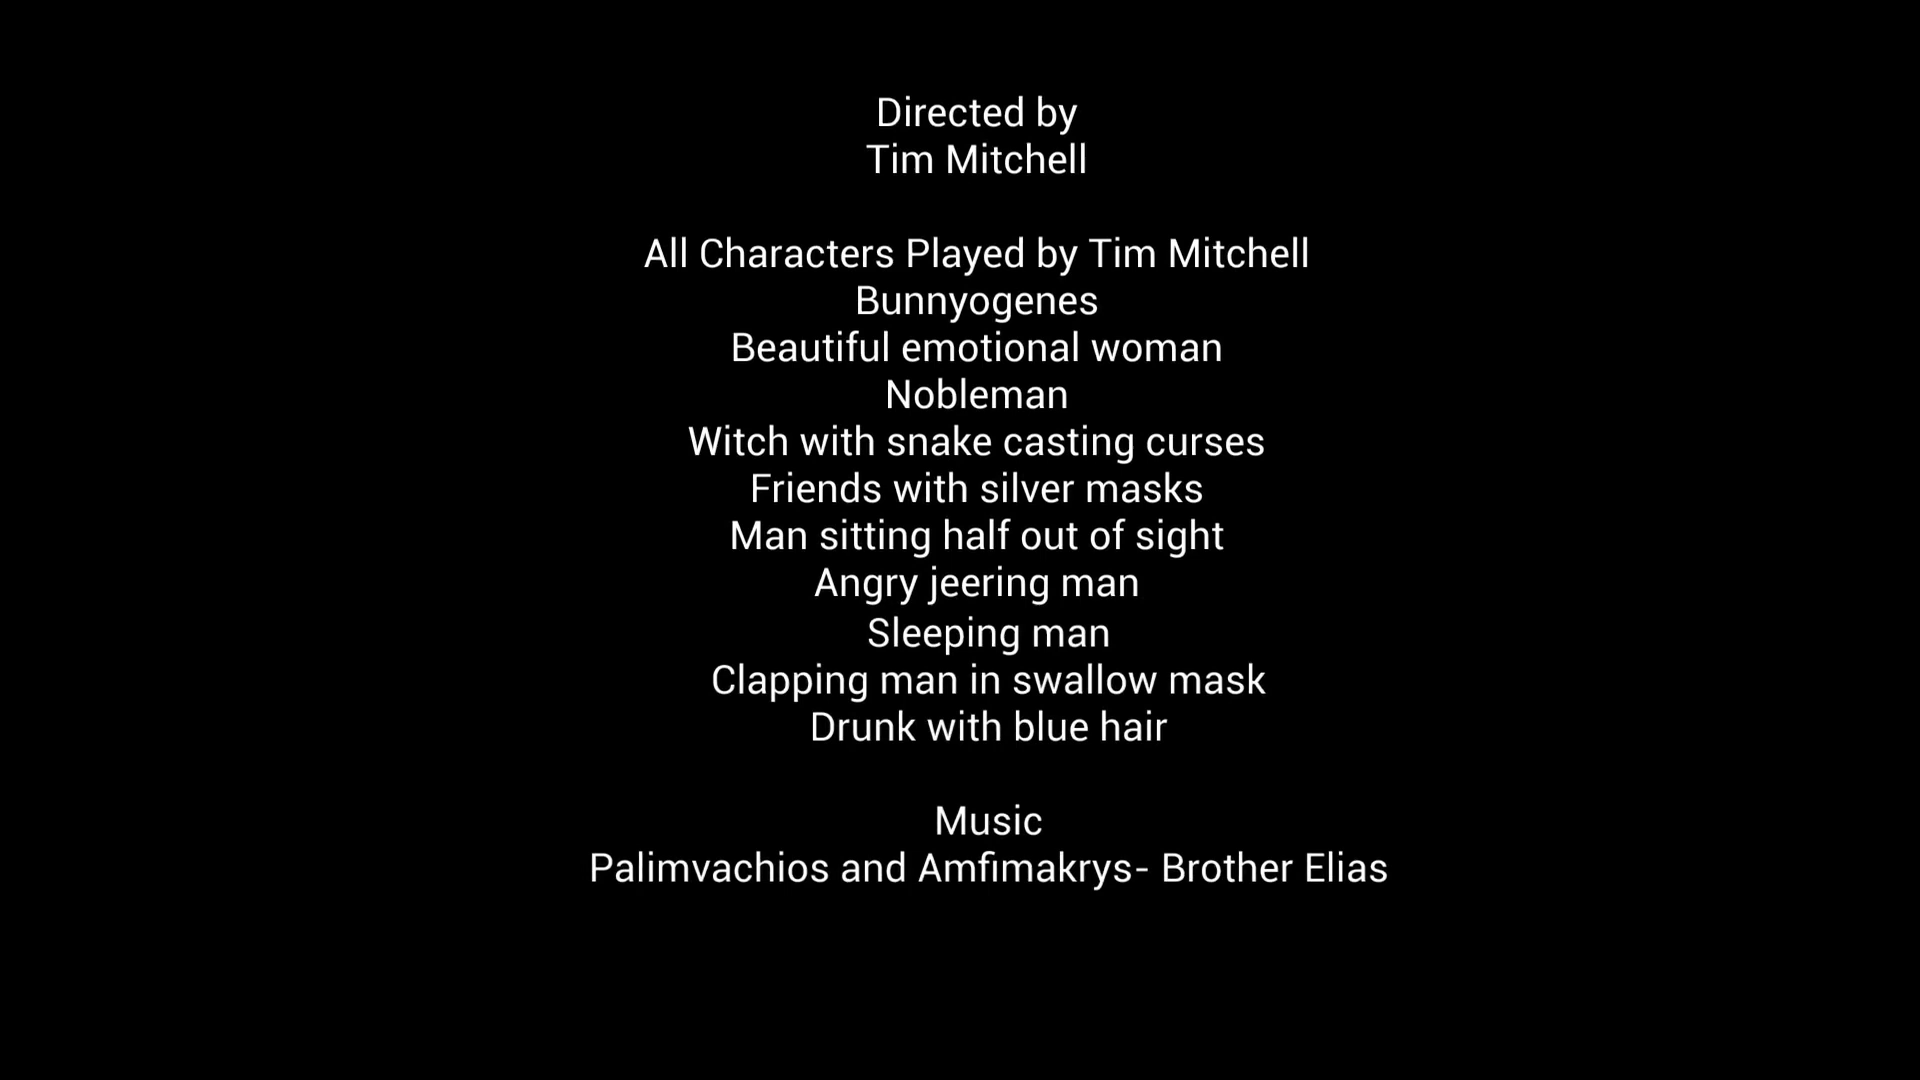 Directed by
Tim Mitchell
All Characters Played by Tim Mitchell
Bunnyogenes
Beautiful emotional woman
Nobleman
Witch with snake casting curses
Friends with silver masks
Man sitting half out of sight
Angry jeering man
Sleeping man
Clapping man in swallow mask
Drunk with blue hair
Music
Palimvachios and Amfimakrys- Brother Elias